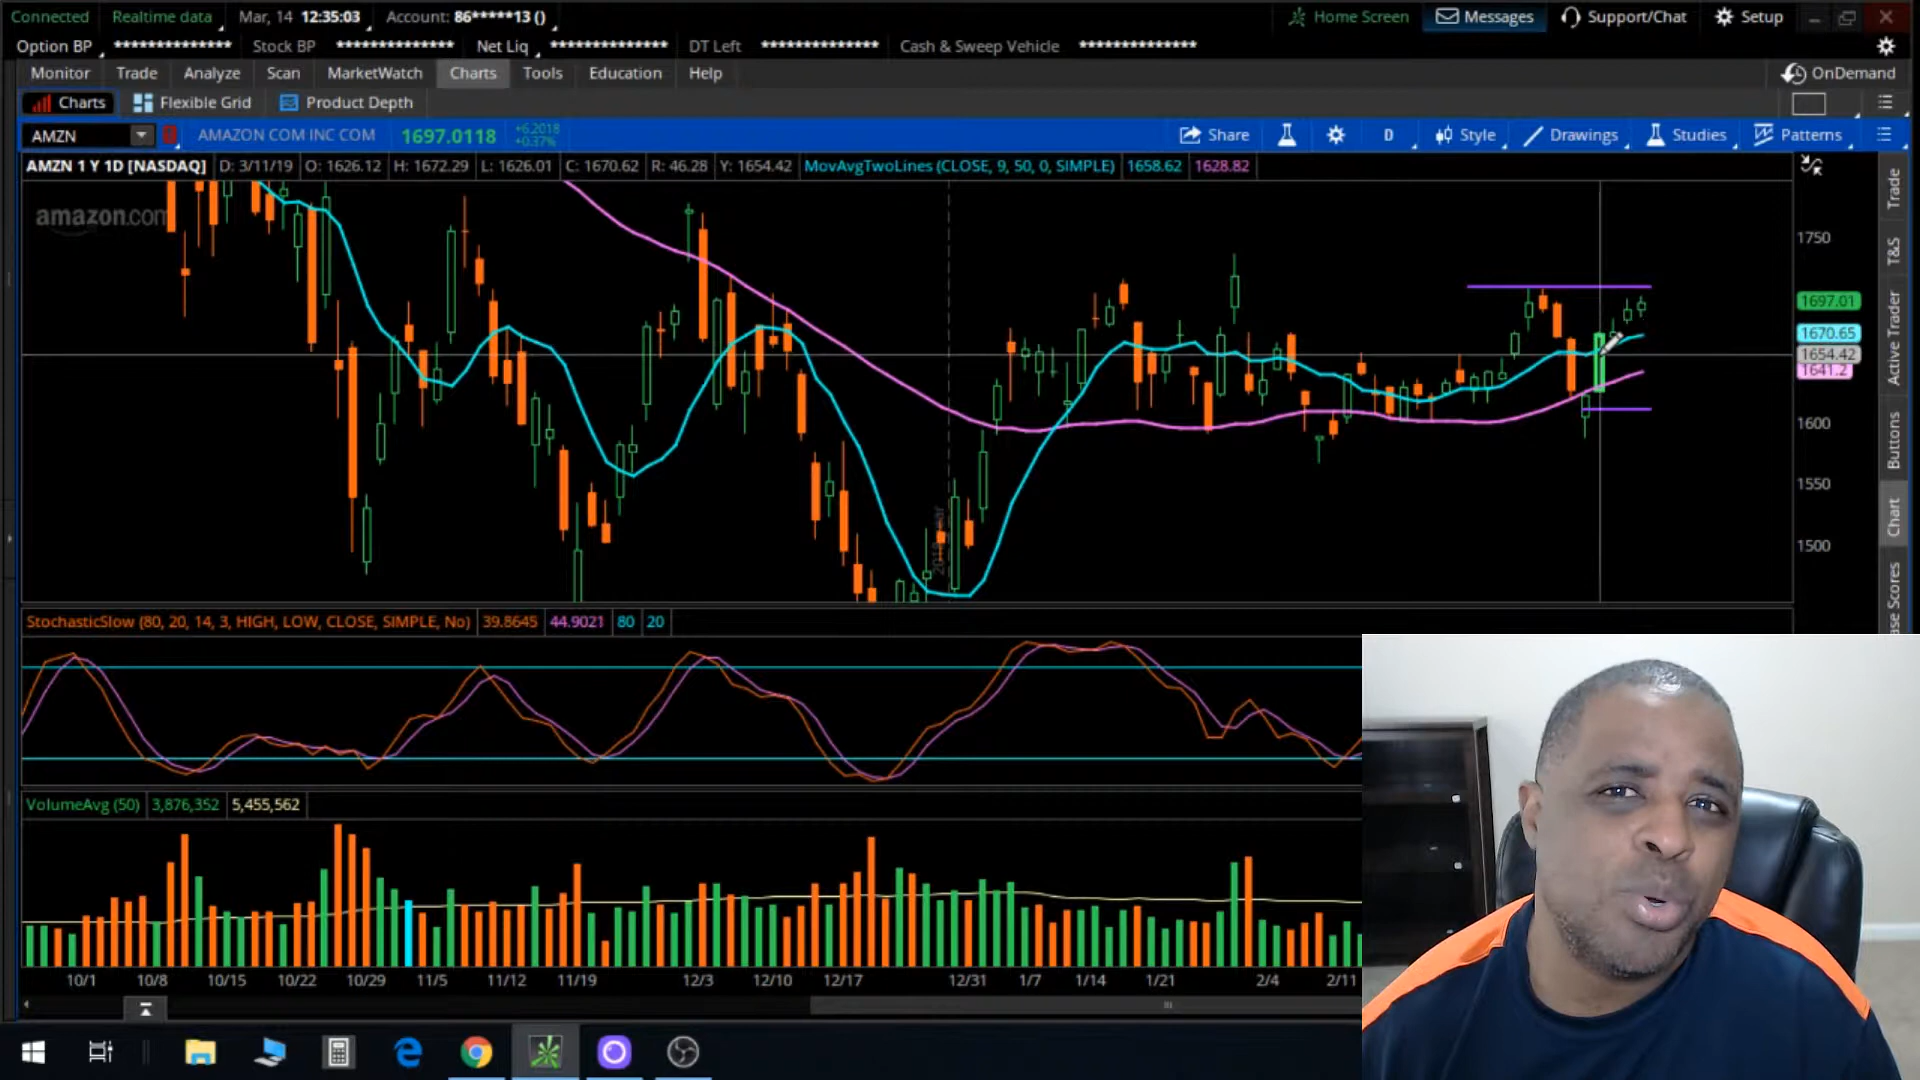 Connected Realtime data Mar, 14 12:35:03 Account: 86*****13 () Home Screen Messages Support/Chat Setup
Option BP ************** Stock BP ************** Net Liq ************** DT Left ************** Cash & Sweep Vehicle **************
Monitor Trade Analyze Scan MarketWatch Charts Tools Education Help OnDemand
Charts Flexible Grid Product Depth
AMZN AMAZON COM INC COM 1697.0118 +6.2018 +0.37% Share D Style Drawings Studies Patterns
AMZN 1 Y 1D [NASDAQ] D: 3/11/19 O: 1626.12 H: 1672.29 L: 1626.01 C: 1670.62 R: 46.28 Y: 1654.42 MovAvgTwoLines (CLOSE, 9, 50, 0, SIMPLE) 1658.62 1628.82
amazon.com
1750
1697.01
1670.65
1654.42
1641.2
1600
1550
1500
Trade
T&S
Active Trader
Buttons
Chart
StochasticSlow (80, 20, 14, 3, HIGH, LOW, CLOSE, SIMPLE, No) 39.8645 44.9021 80 20
VolumeAvg (50) 3,876,352 5,455,562
10/1 10/8 10/15 10/22 10/29 11/5 11/12 11/19 12/3 12/10 12/17 12/31 1/7 1/14 1/21 2/4 2/11